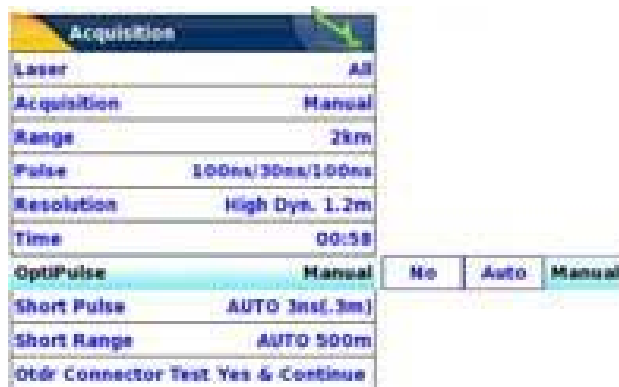 Acquisition
Laser All
Acquisition Manual
Range 2km
Pulse 100ns/30ns/100ns
Resolution High Dyn. 1.2m
Time 00:58
OptiPulse Manual No Auto Manual
Short Pulse AUTO 3ns(.3m)
Short Range AUTO 500m
Otdr Connector Test Yes & Continue